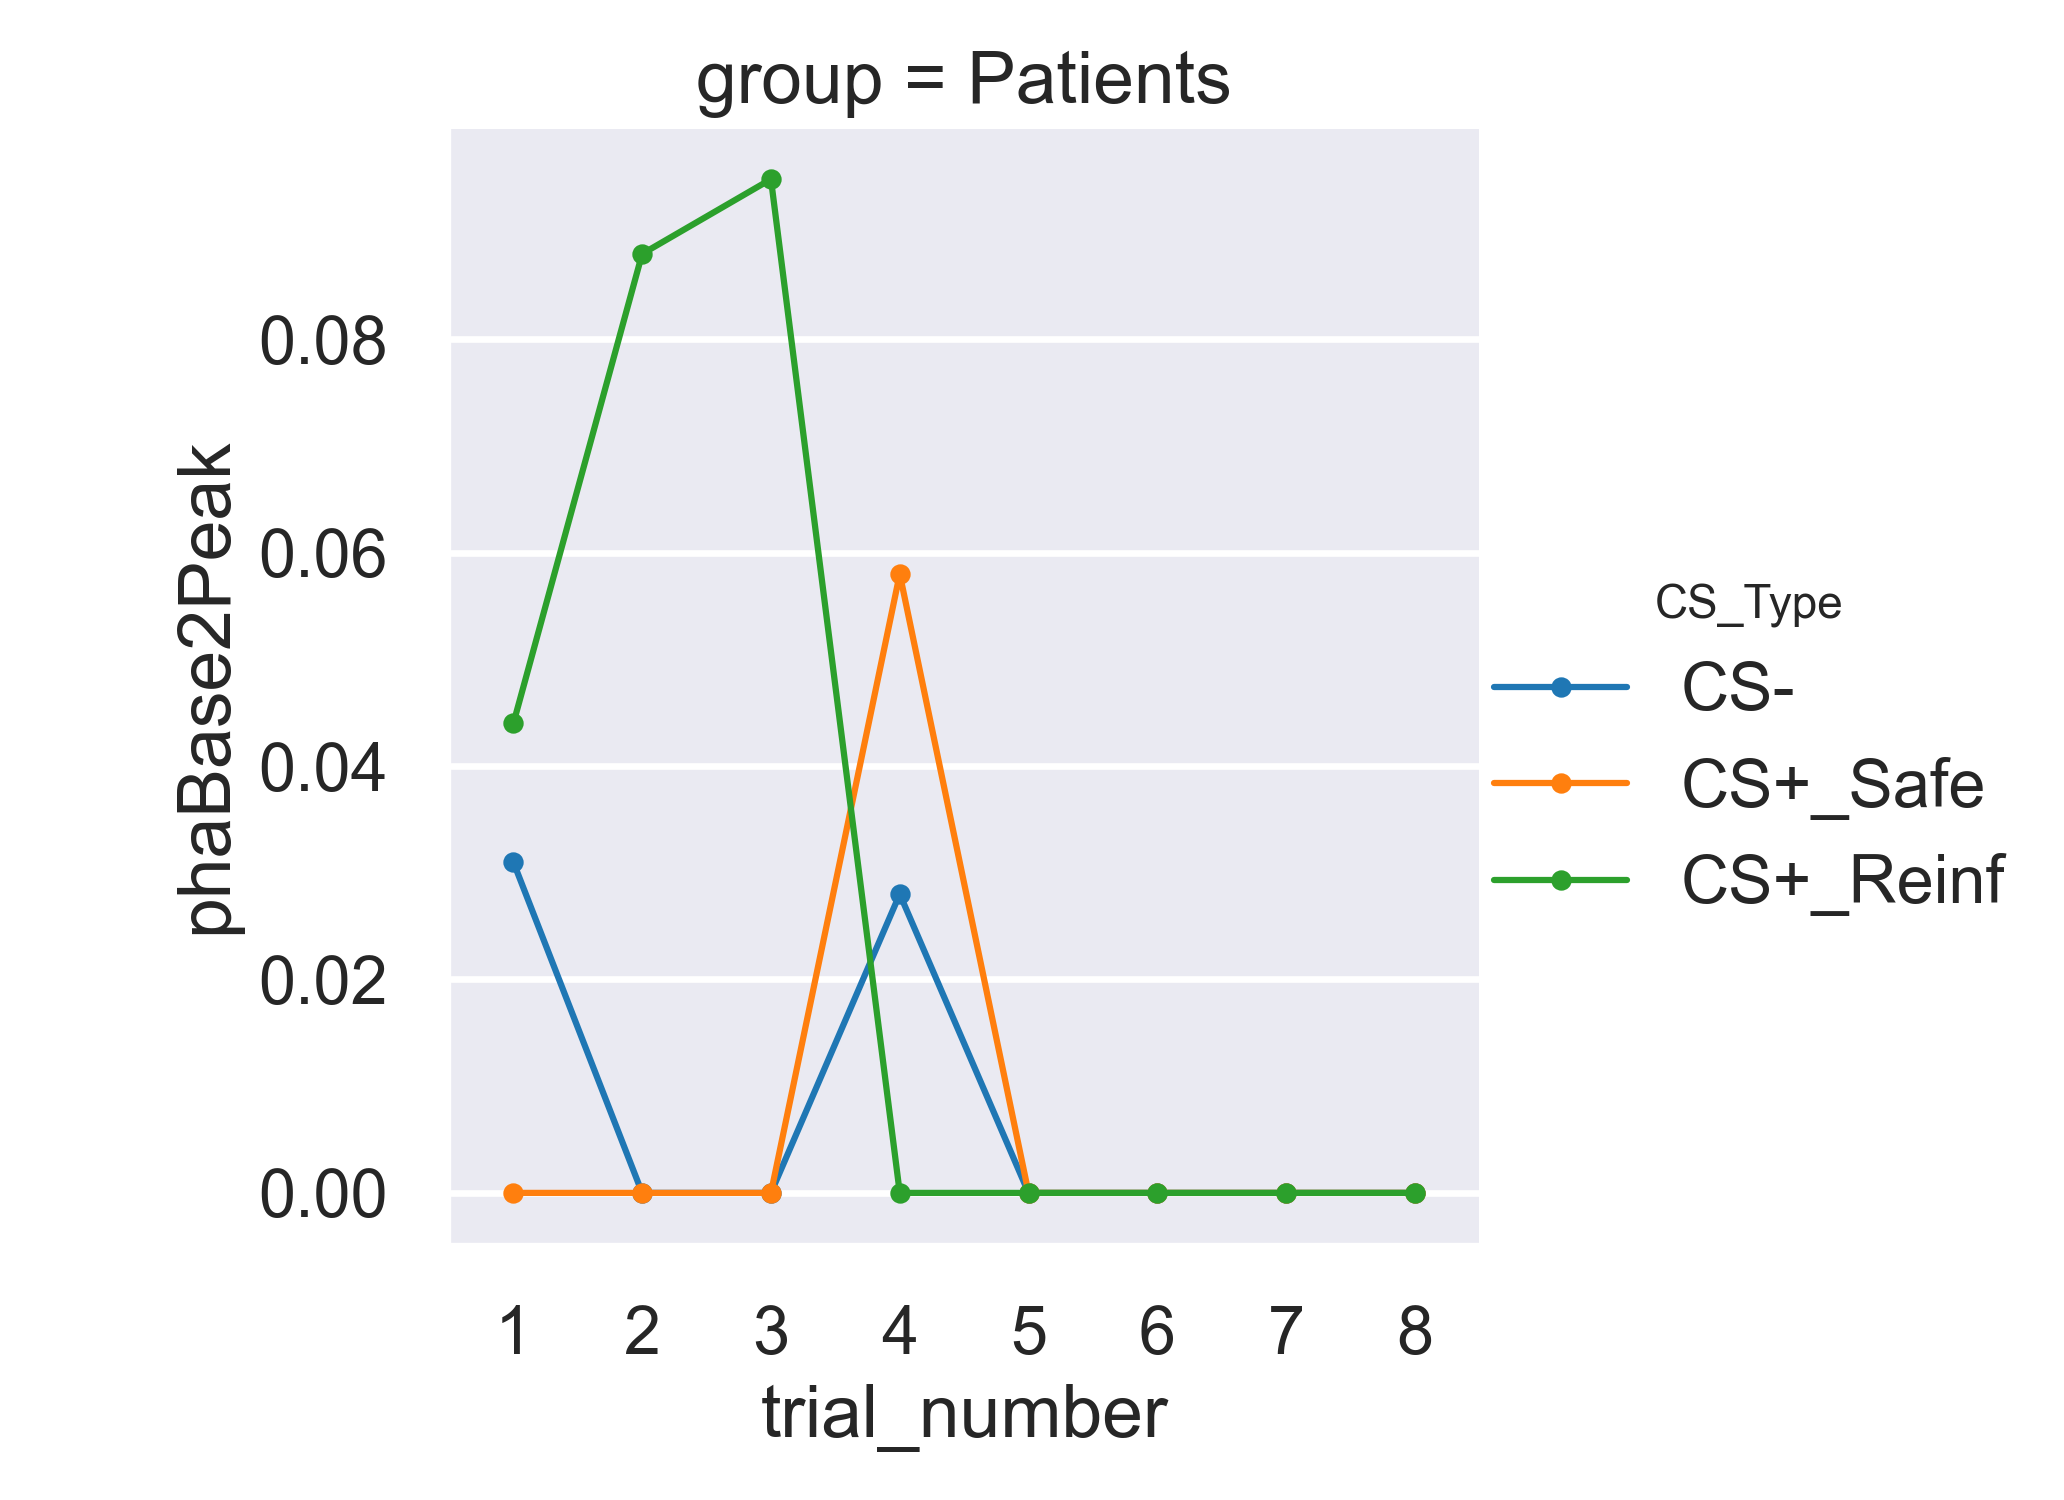 group = Patients
phaBase2Peak
0.08
0.06
0.04
0.02
0.00
1 2 3 4 5 6 7 8
trial_number
CS_Type
CS-
CS+_Safe
CS+_Reinf